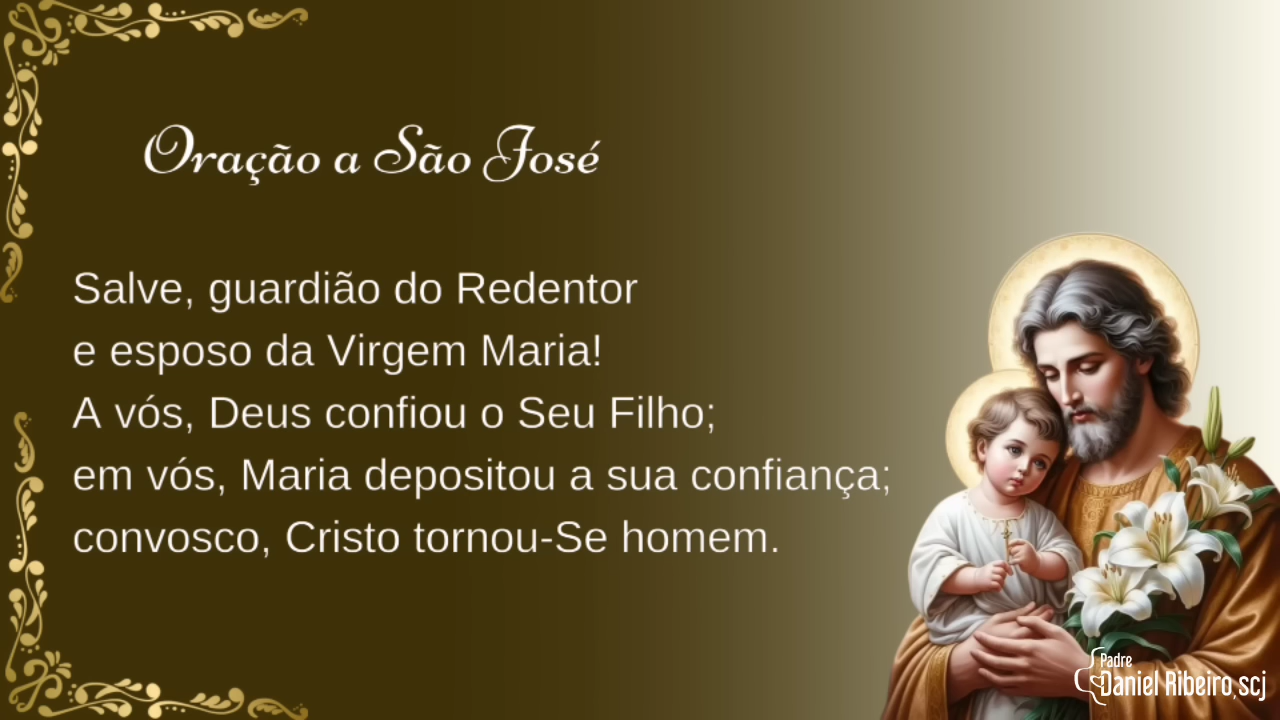 Oração a São José
Salve, guardião do Redentor
e esposo da Virgem Maria!
A vós, Deus confiou o Seu Filho;
em vós, Maria depositou a sua confiança;
convosco, Cristo tornou-Se homem.
Padre
Daniel Ribeiro, scj